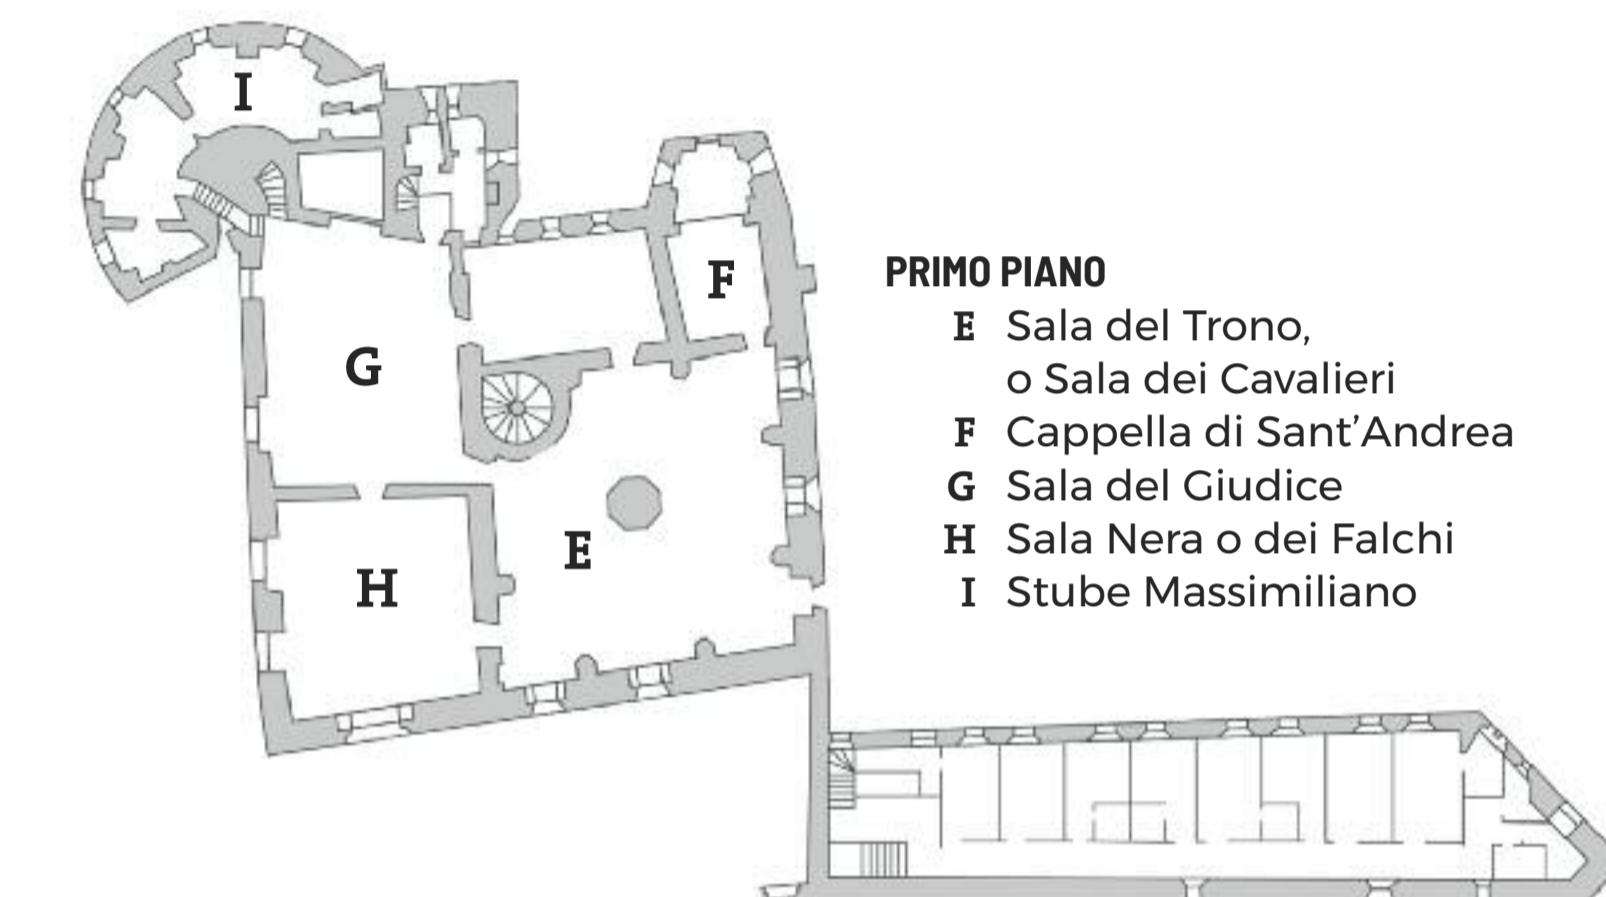 I
F
G
E
H
PRIMO PIANO
E Sala del Trono,
o Sala dei Cavalieri
F Cappella di Sant’Andrea
G Sala del Giudice
H Sala Nera o dei Falchi
I Stube Massimiliano